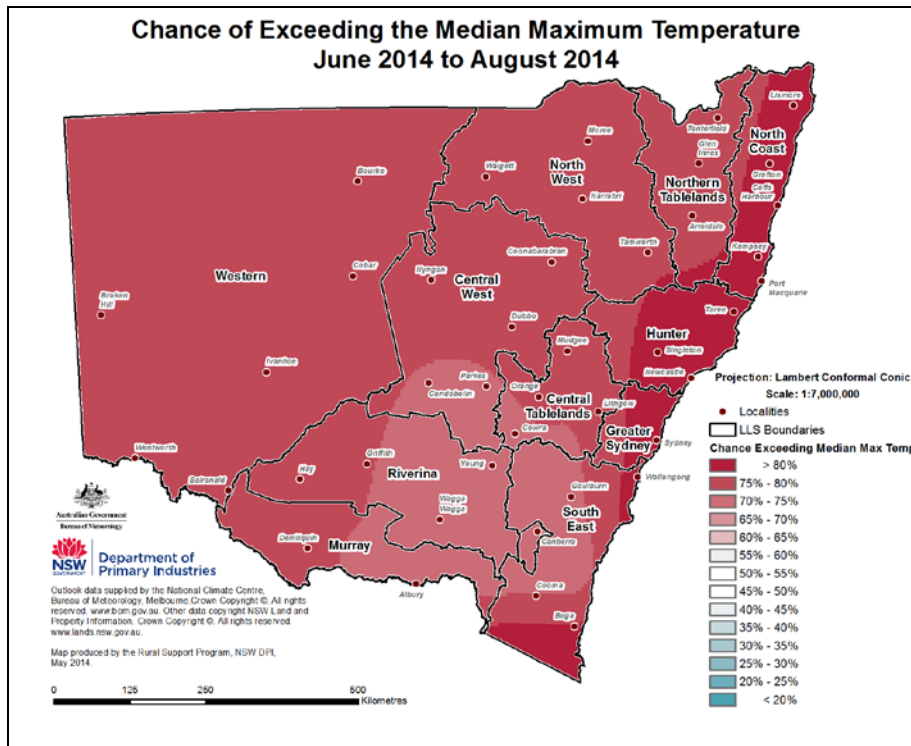 Chance of Exceeding the Median Maximum Temperature
June 2014 to August 2014
Lismore
North
Coast
Tenterfield
Glen
Innes
Grafton
Coffs
Harbour
Moree
Walgett
North
West
Northern
Tablelands
Bourke
Narrabri
Armidale
Tamworth
Kempsey
Coonabarabran
Port
Macquarie
Western
Cobar
Nyngan
Central
West
Broken
Hill
Taree
Dubbo
Hunter
Mudgee
Singleton
Ivanhoe
Newcastle
Parkes
Condobolin
Orange
Central
Tablelands
Lithgow
Cowra
Greater
Sydney
Sydney
Wentworth
Griffith
Young
Hay
Riverina
Wollongong
Balranald
Goulburn
South
East
Wagga
Wagga
Deniliquin
Murray
Canberra
Albury
Cooma
Bega
Projection: Lambert Conformal Conic
Scale: 1:7,000,000
Localities
LLS Boundaries
Chance Exceeding Median Max Temp
> 80%
75% - 80%
70% - 75%
65% - 70%
60% - 65%
55% - 60%
50% - 55%
45% - 50%
40% - 45%
35% - 40%
30% - 35%
25% - 30%
20% - 25%
< 20%
Australian Government
Bureau of Meteorology
NSW
GOVERNMENT
Department of
Primary Industries
Outlook data supplied by the National Climate Centre,
Bureau of Meteorology, Melbourne.Crown Copyright ©. All rights
reserved. www.bom.gov.au. Other data copyright NSW Land and
Property Information, Crown Copyright ©. All rights reserved.
www.lands.nsw.gov.au.
Map produced by the Rural Support Program, NSW DPI,
May 2014.
0 125 250 500
Kilometres